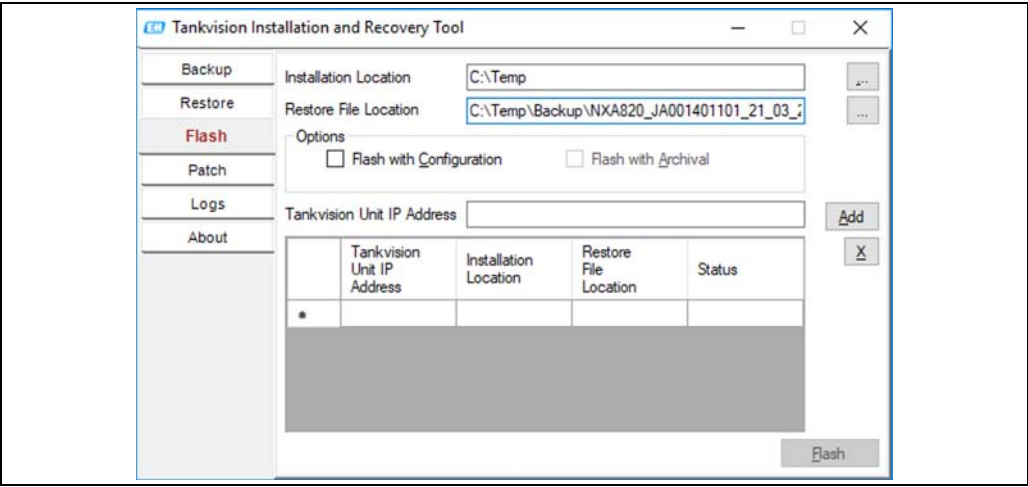 Tankvision Installation and Recovery Tool
Backup
Restore
Flash
Patch
Logs
About
Installation Location C:\Temp ...
Restore File Location C:\Temp\Backup\NXA820_JA001401101_21_03_2 ...
Options
Flash with Configuration Flash with Archival
Tankvision Unit IP Address Add
X
Tankvision Unit IP Address
Installation Location
Restore File Location
Status
*
Flash